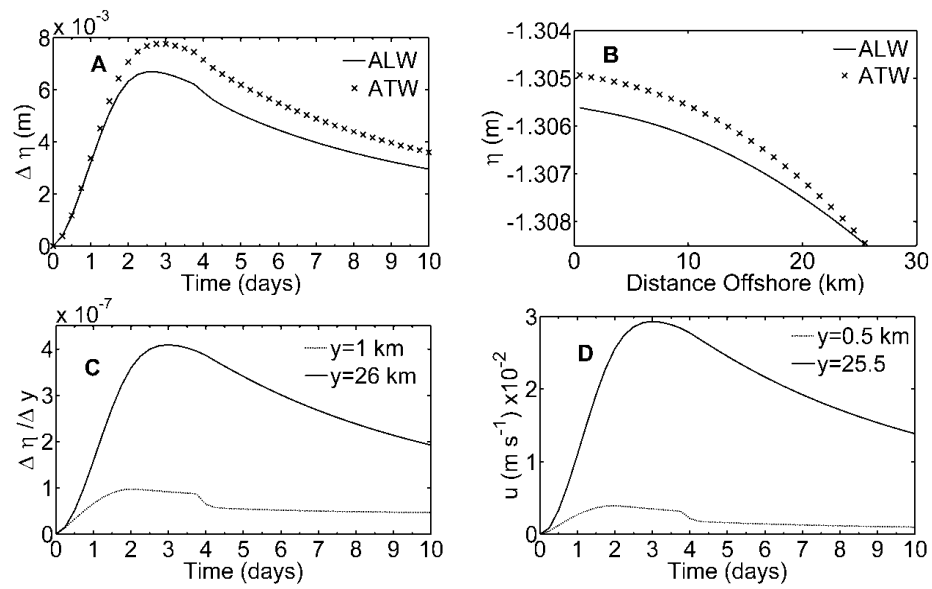 x 10⁻³
8
6
4
2
0
Δ η (m)
A
ALW
ATW
0 1 2 3 4 5 6 7 8 9 10
Time (days)
-1.304
-1.305
-1.306
-1.307
-1.308
η (m)
B
ALW
ATW
0 10 20 30
Distance Offshore (km)
x 10⁻⁷
4
3
2
1
0
Δ η /Δ y
C
y=1 km
y=26 km
0 1 2 3 4 5 6 7 8 9 10
Time (days)
3
2
1
0
u (m s⁻¹) x10⁻²
D
y=0.5 km
y=25.5
0 1 2 3 4 5 6 7 8 9 10
Time (days)